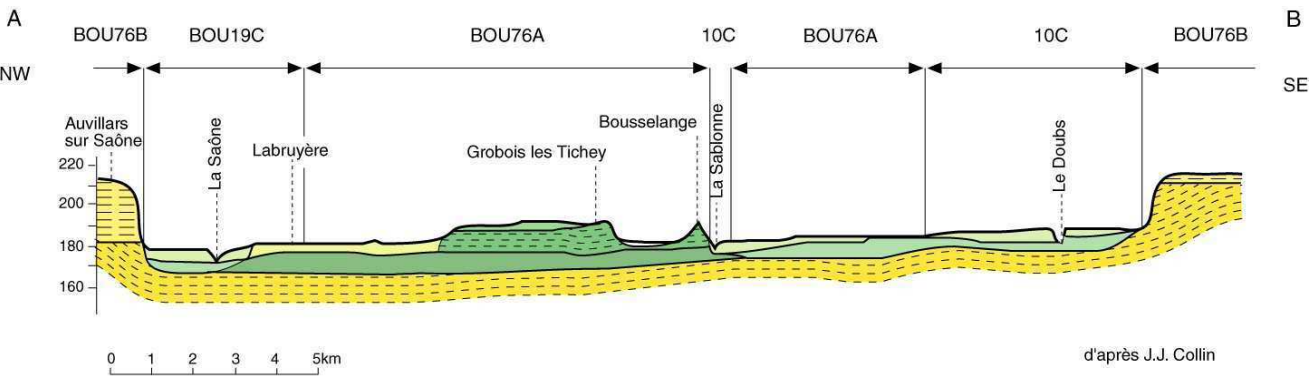 A
B
BOU76B
BOU19C
BOU76A
10C
BOU76A
10C
BOU76B
NW
SE
Auvillars
sur Saône
La Saône
Labruyère
Grobois les Tichey
Bousselange
La Sablonne
Le Doubs
220
200
180
160
0 1 2 3 4 5km
d'après J.J. Collin